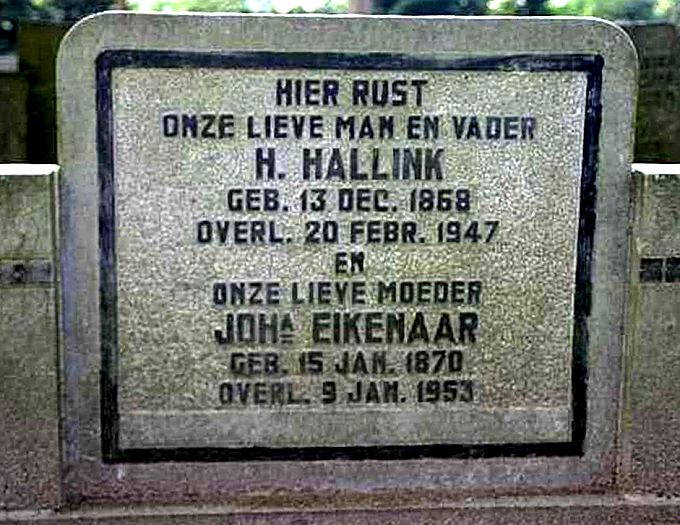 HIER RUST
ONZE LIEVE MAN EN VADER
H. HALLINK
GEB. 13 DEC. 1868
OVERL. 20 FEBR. 1947
EN
ONZE LIEVE MOEDER
JOHA EIKENAAR
GEB. 15 JAN. 1870
OVERL. 9 JAN. 1953